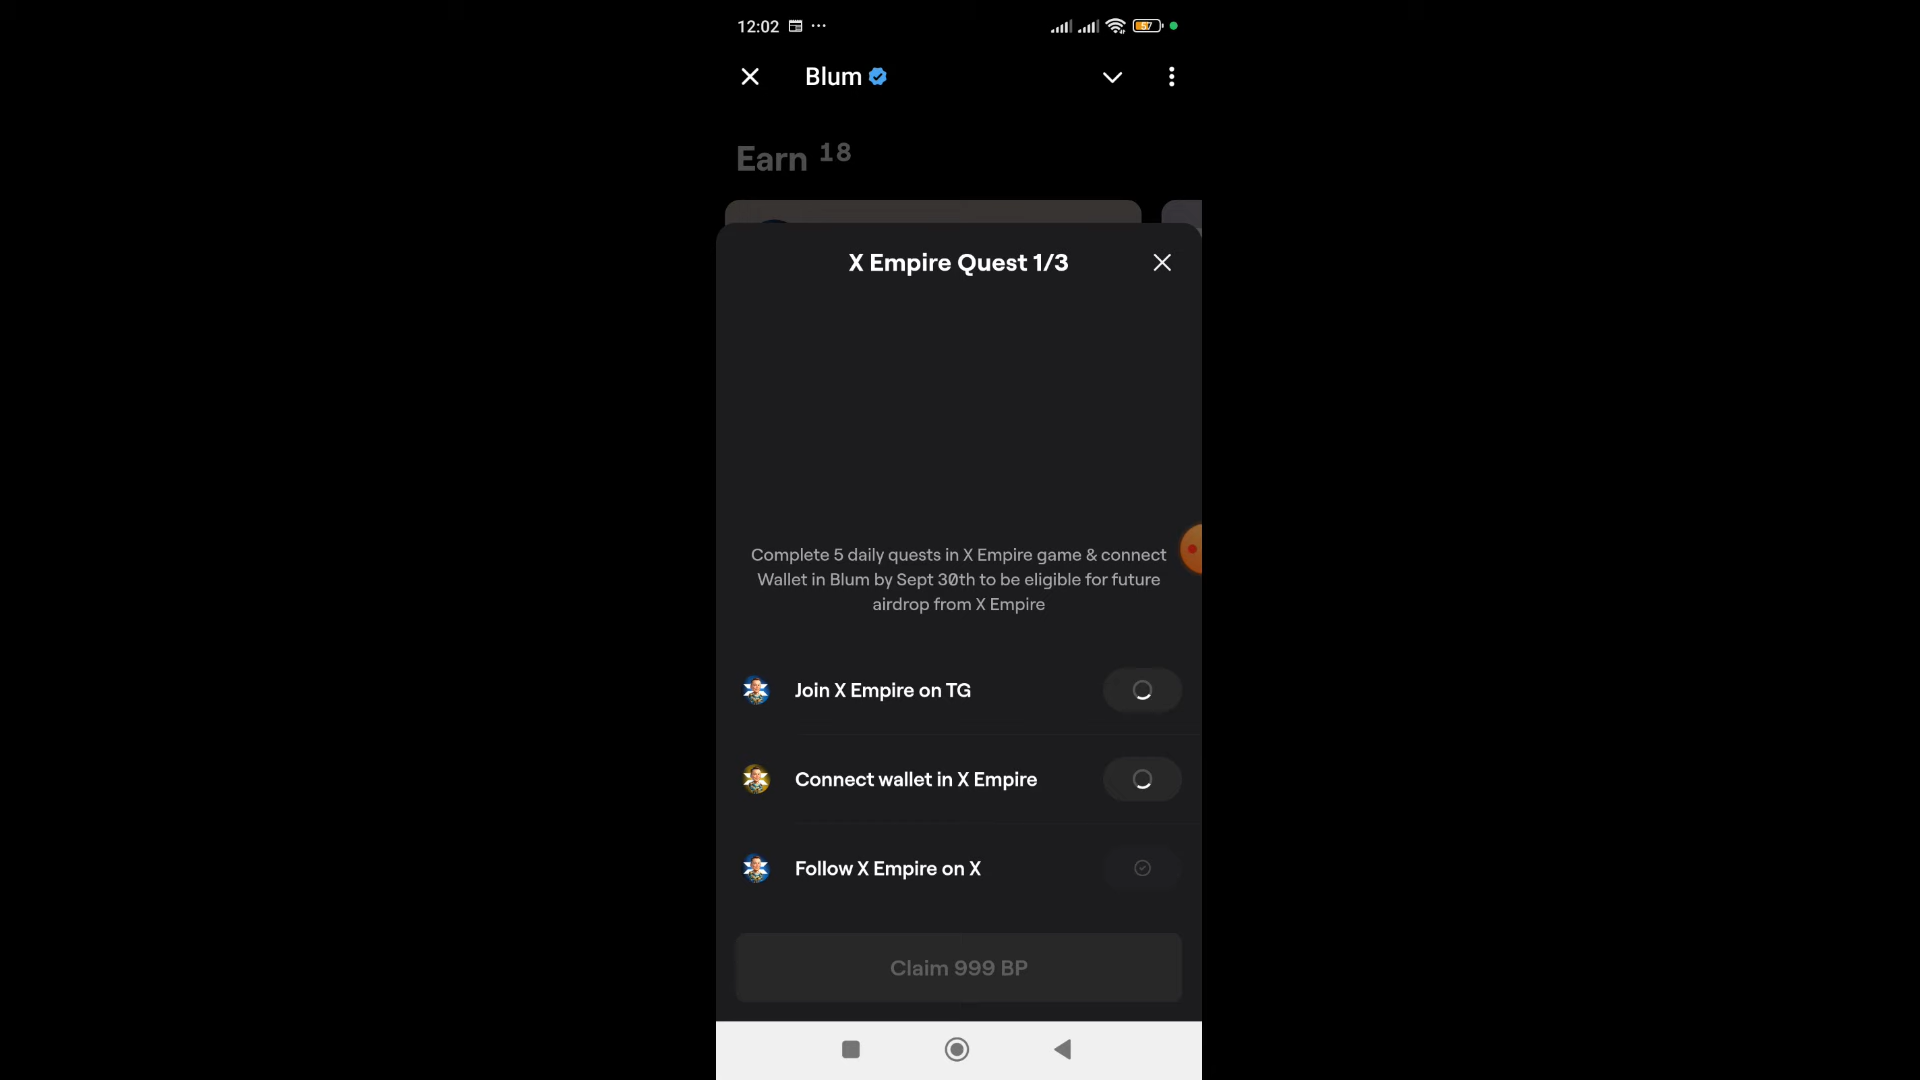 12:02
57
Blum
Earn 18
X Empire Quest 1/3
Complete 5 daily quests in X Empire game & connect
Wallet in Blum by Sept 30th to be eligible for future
airdrop from X Empire
Join X Empire on TG
Connect wallet in X Empire
Follow X Empire on X
Claim 999 BP